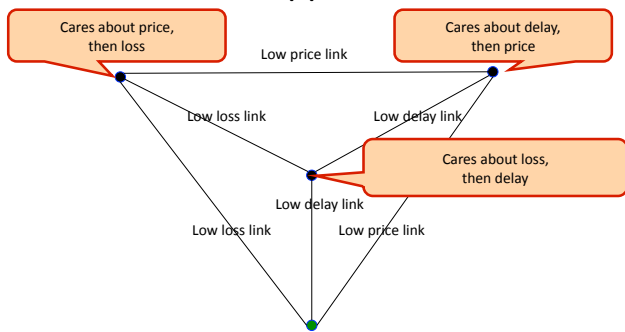 Cares about price,
then loss
Cares about delay,
then price
Low price link
Low loss link
Low delay link
Cares about loss,
then delay
Low delay link
Low loss link
Low price link